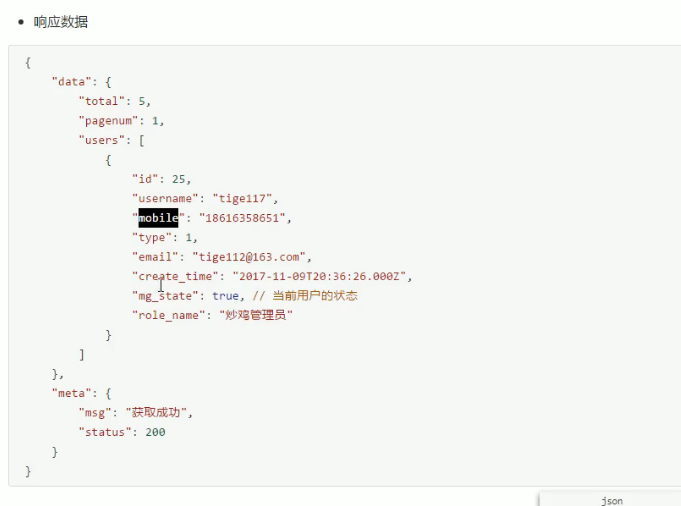 • 响应数据
{
"data": {
"total": 5,
"pagenum": 1,
"users": [
{
"id": 25,
"username": "tige117",
"mobile": "18616358651",
"type": 1,
"email": "tige112@163.com",
"create_time": "2017-11-09T20:36:26.000Z",
"mg_state": true, // 当前用户的状态
"role_name": "炒鸡管理员"
}
]
},
"meta": {
"msg": "获取成功",
"status": 200
}
}
json